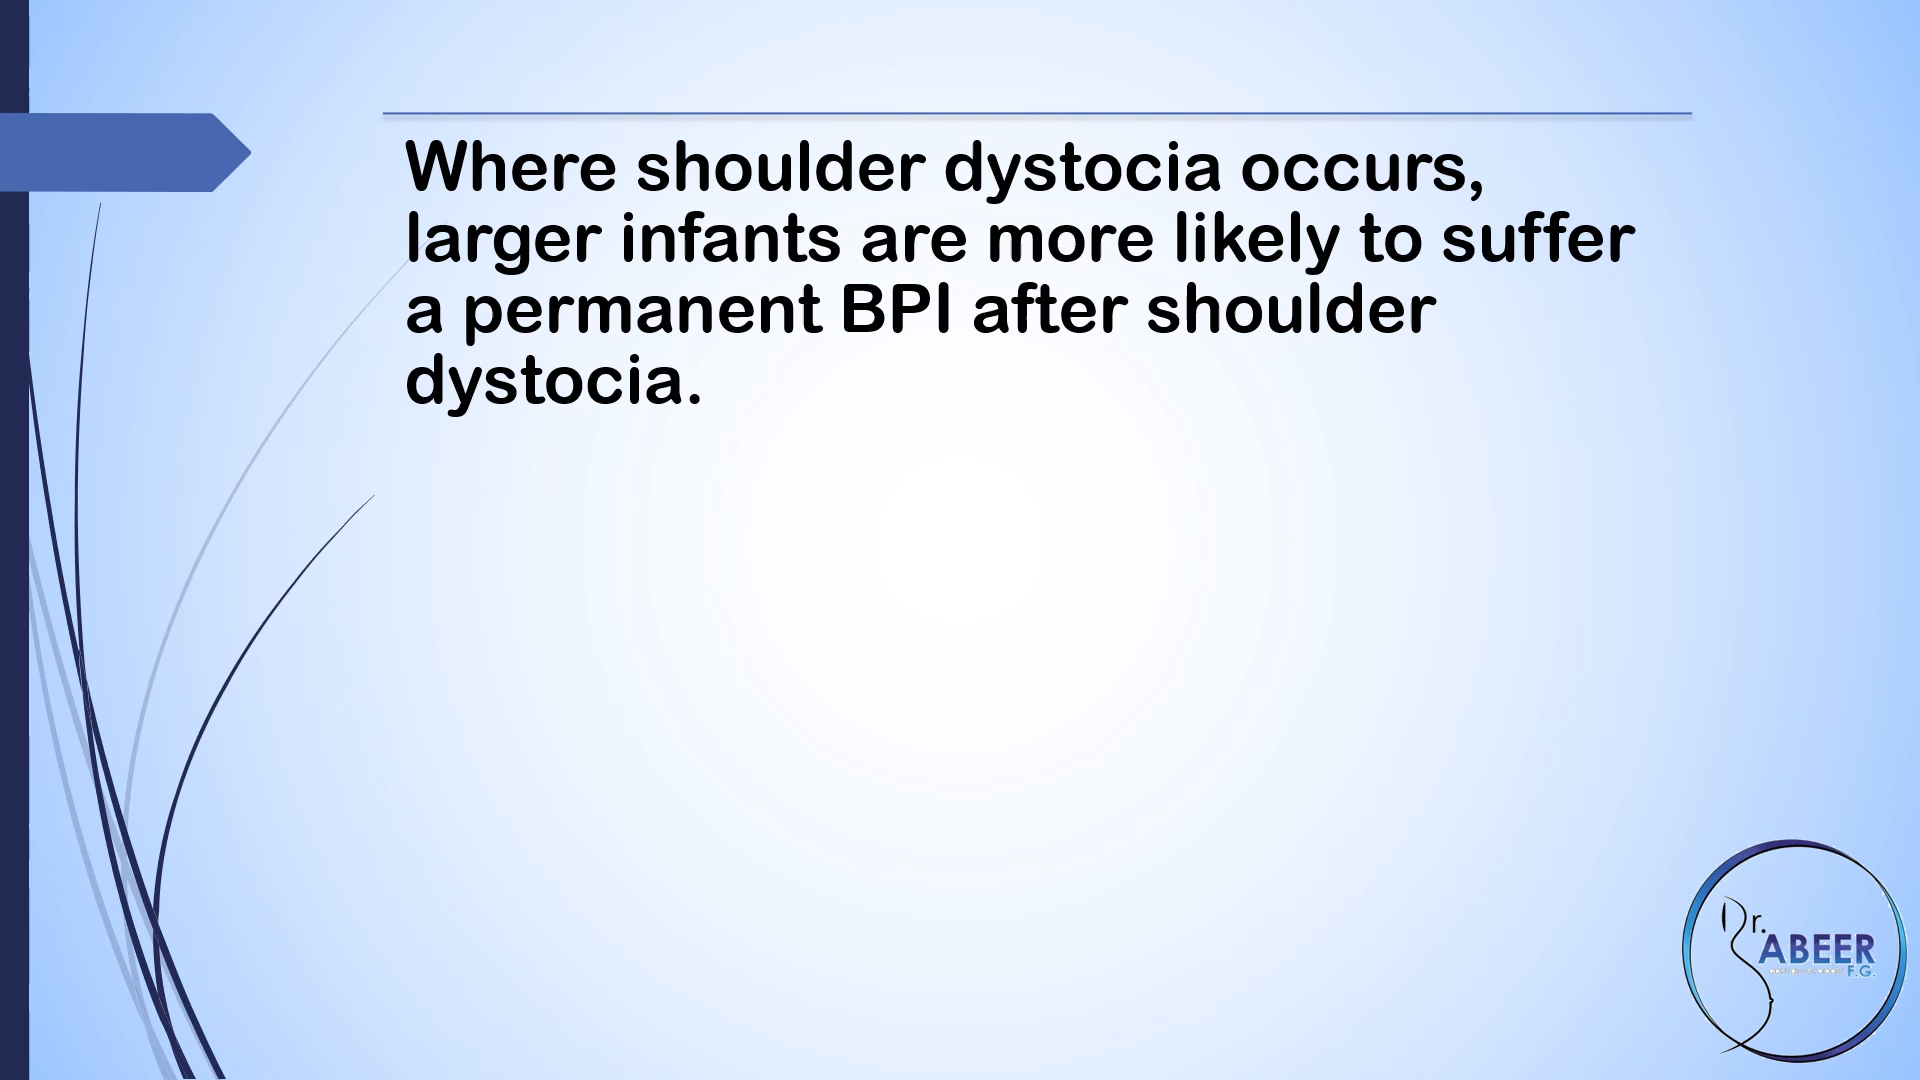 Where shoulder dystocia occurs,
larger infants are more likely to suffer
a permanent BPI after shoulder
dystocia.
Dr.
ABEER
F.G.